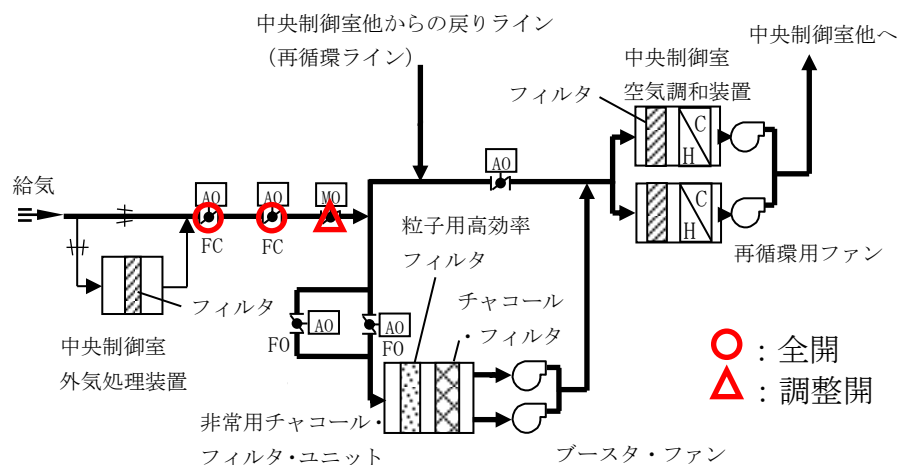 中央制御室他からの戻りライン
（再循環ライン）
中央制御室他へ
中央制御室
空気調和装置
フィルタ
C
H
C
H
再循環用ファン
給気
AO
FC
AO
FC
MO
AO
フィルタ
中央制御室
外気処理装置
粒子用高効率
フィルタ
チャコール
・フィルタ
AO
FO
AO
FO
非常用チャコール・
フィルタ・ユニット
ブースタ・ファン
：全開
：調整開